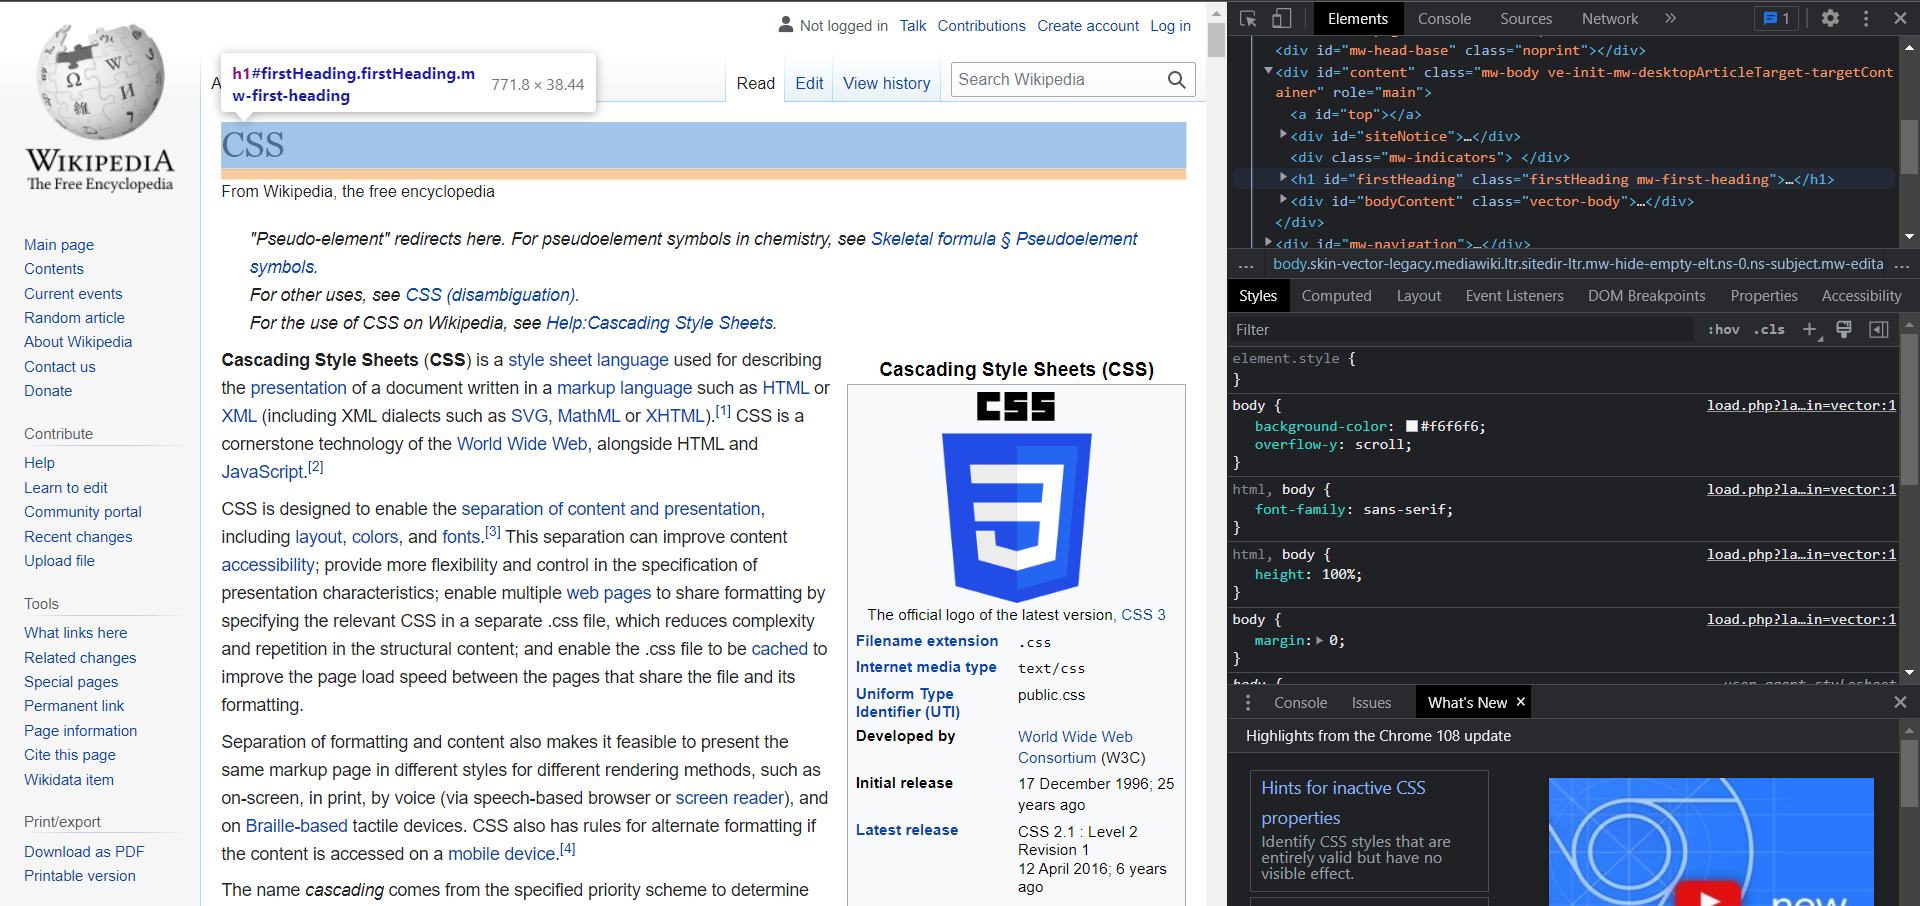 WIKIPEDIA
The Free Encyclopedia
Main page
Contents
Current events
Random article
About Wikipedia
Contact us
Donate
Contribute
Help
Learn to edit
Community portal
Recent changes
Upload file
Tools
What links here
Related changes
Special pages
Permanent link
Page information
Cite this page
Wikidata item
Print/export
Download as PDF
Printable version
Not logged in Talk Contributions Create account Log in
h1#firstHeading.firstHeading.m
w-first-heading
771.8 × 38.44
Read Edit View history
Search Wikipedia
CSS
From Wikipedia, the free encyclopedia
"Pseudo-element" redirects here. For pseudoelement symbols in chemistry, see Skeletal formula § Pseudoelement
symbols.
For other uses, see CSS (disambiguation).
For the use of CSS on Wikipedia, see Help:Cascading Style Sheets.
Cascading Style Sheets (CSS) is a style sheet language used for describing
the presentation of a document written in a markup language such as HTML or
XML (including XML dialects such as SVG, MathML or XHTML).[1] CSS is a
cornerstone technology of the World Wide Web, alongside HTML and
JavaScript.[2]
CSS is designed to enable the separation of content and presentation,
including layout, colors, and fonts.[3] This separation can improve content
accessibility; provide more flexibility and control in the specification of
presentation characteristics; enable multiple web pages to share formatting by
specifying the relevant CSS in a separate .css file, which reduces complexity
and repetition in the structural content; and enable the .css file to be cached to
improve the page load speed between the pages that share the file and its
formatting.
Separation of formatting and content also makes it feasible to present the
same markup page in different styles for different rendering methods, such as
on-screen, in print, by voice (via speech-based browser or screen reader), and
on Braille-based tactile devices. CSS also has rules for alternate formatting if
the content is accessed on a mobile device.[4]
The name cascading comes from the specified priority scheme to determine
Cascading Style Sheets (CSS)
CSS
3
The official logo of the latest version, CSS 3
Filename extension .css
Internet media type text/css
Uniform Type
Identifier (UTI)
public.css
Developed by World Wide Web
Consortium (W3C)
Initial release 17 December 1996; 25
years ago
Latest release CSS 2.1 : Level 2
Revision 1
12 April 2016; 6 years
ago
Elements Console Sources Network » 1
<div id="mw-head-base" class="noprint"></div>
<div id="content" class="mw-body ve-init-mw-desktopArticleTarget-targetCont
ainer" role="main">
<a id="top"></a>
<div id="siteNotice">…</div>
<div class="mw-indicators"> </div>
<h1 id="firstHeading" class="firstHeading mw-first-heading">…</h1>
<div id="bodyContent" class="vector-body">…</div>
</div>
<div id="mw-navigation">…</div>
… body.skin-vector-legacy.mediawiki.ltr.sitedir-ltr.mw-hide-empty-elt.ns-0.ns-subject.mw-edita …
Styles Computed Layout Event Listeners DOM Breakpoints Properties Accessibility
Filter :hov .cls +
element.style {
}
body { load.php?la…in=vector:1
background-color: #f6f6f6;
overflow-y: scroll;
}
html, body { load.php?la…in=vector:1
font-family: sans-serif;
}
html, body { load.php?la…in=vector:1
height: 100%;
}
body { load.php?la…in=vector:1
margin: 0;
}
body { user agent stylesheet
Console Issues What's New ×
Highlights from the Chrome 108 update
Hints for inactive CSS
properties
Identify CSS styles that are
entirely valid but have no
visible effect.
new